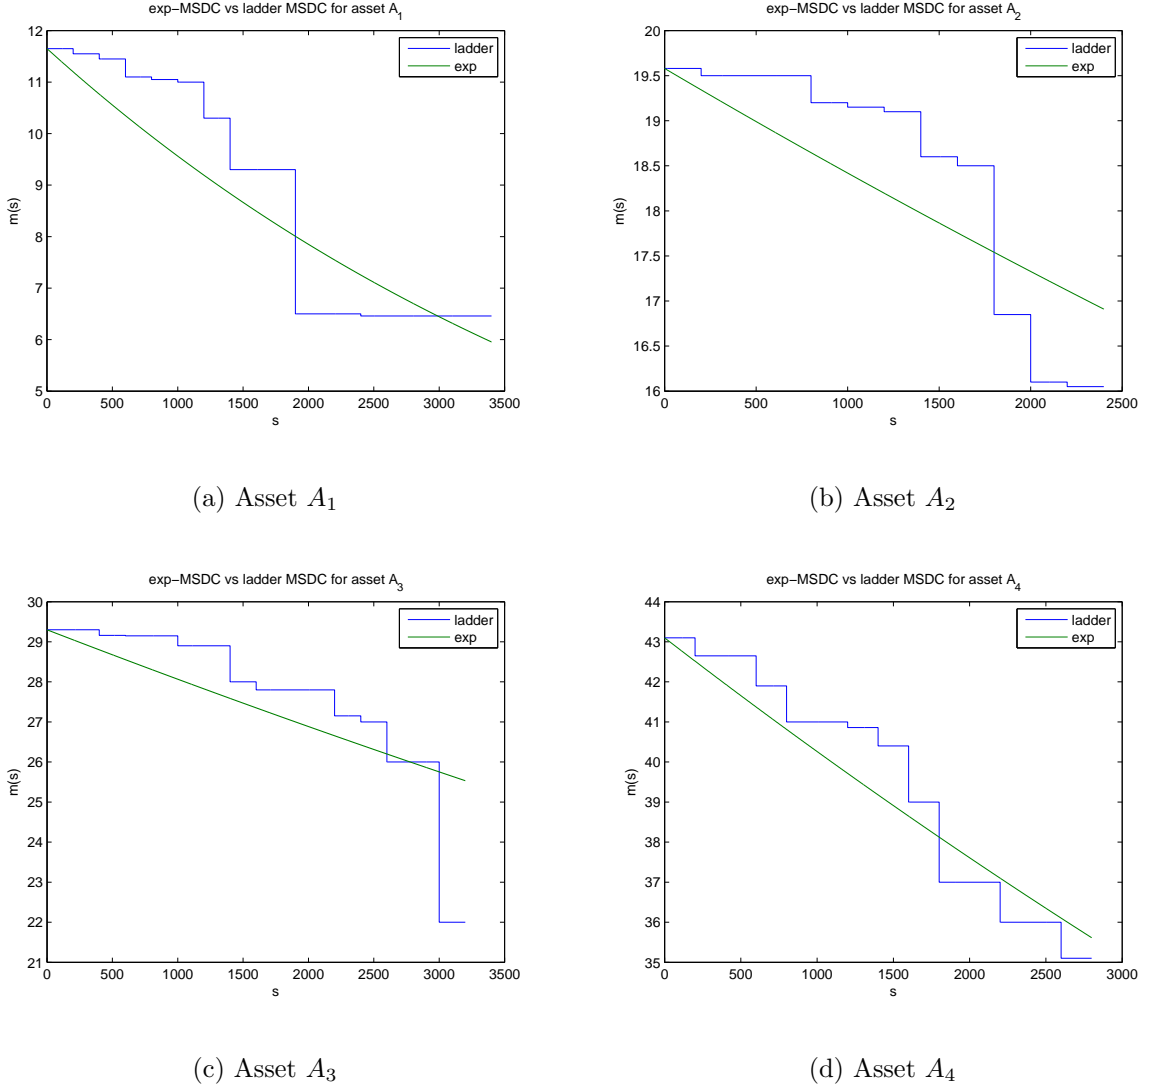 exp−MSDC vs ladder MSDC for asset A1
12
11
10
9
8
7
6
5
m(s)
0 500 1000 1500 2000 2500 3000 3500
s
ladder
exp
(a) Asset A1
exp−MSDC vs ladder MSDC for asset A2
20
19.5
19
18.5
18
17.5
17
16.5
16
m(s)
0 500 1000 1500 2000 2500
s
ladder
exp
(b) Asset A2
exp−MSDC vs ladder MSDC for asset A3
30
29
28
27
26
25
24
23
22
21
m(s)
0 500 1000 1500 2000 2500 3000 3500
s
ladder
exp
(c) Asset A3
exp−MSDC vs ladder MSDC for asset A4
44
43
42
41
40
39
38
37
36
35
m(s)
0 500 1000 1500 2000 2500 3000
s
ladder
exp
(d) Asset A4